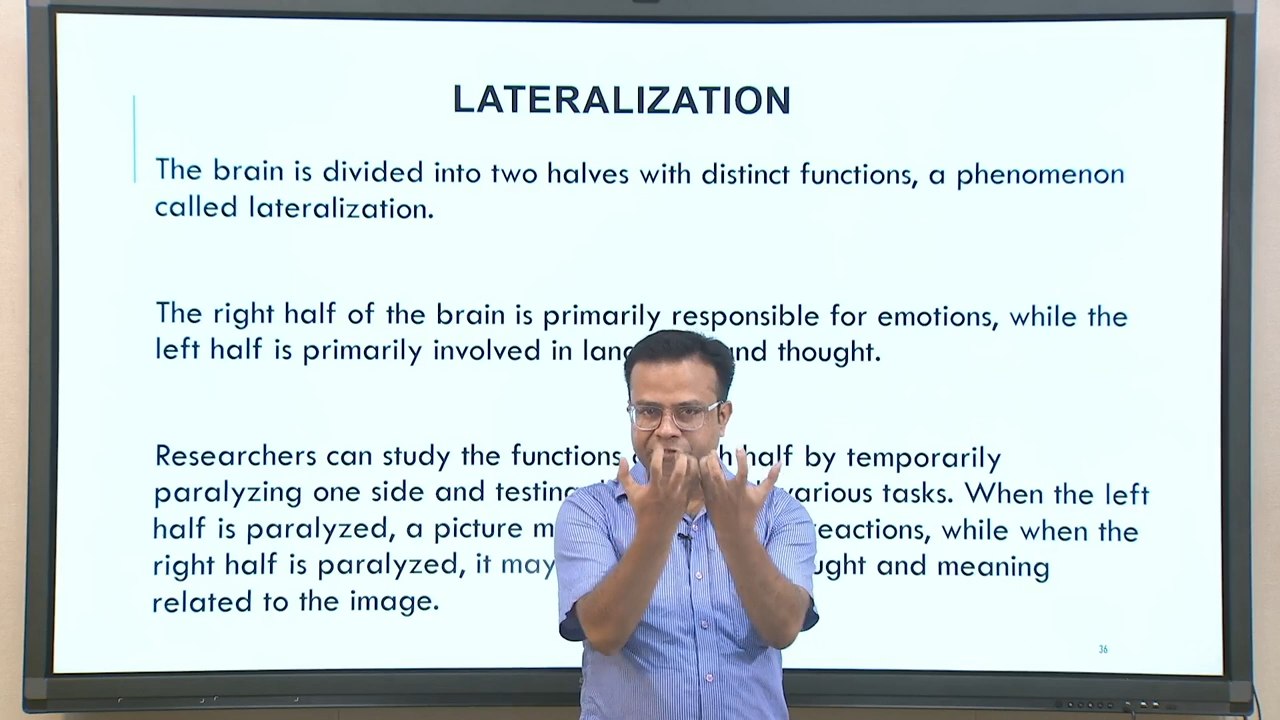 LATERALIZATION
The brain is divided into two halves with distinct functions, a phenomenon
called lateralization.
The right half of the brain is primarily responsible for emotions, while the
left half is primarily involved in and thought.
Researchers can study the functions half by temporarily
paralyzing one side and testing various tasks. When the left
half is paralyzed, a picture reactions, while when the
right half is paralyzed, it may and meaning
related to the image.
36